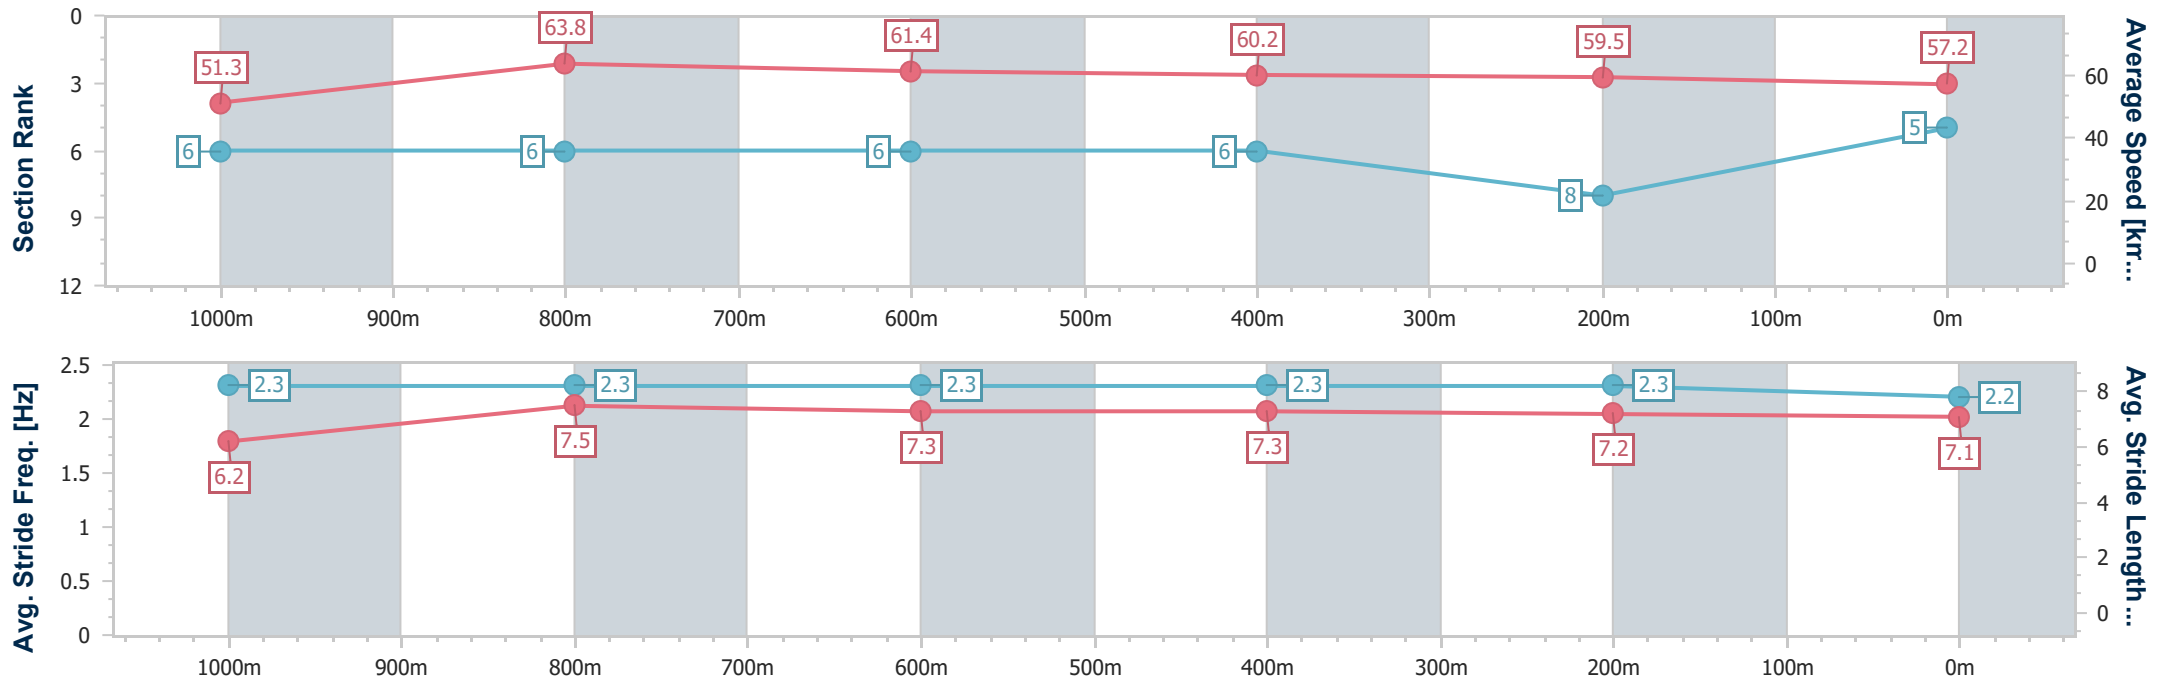 Section Rank
0
3
6
9
12
51.3
63.8
61.4
60.2
59.5
57.2
6
6
6
6
8
5
60
40
20
0
Average Speed [km...
1000m
900m
800m
700m
600m
500m
400m
300m
200m
100m
0m
Avg. Stride Freq. [Hz]
2.5
2
1.5
1
0.5
0
2.3
2.3
2.3
2.3
2.3
2.2
6.2
7.5
7.3
7.3
7.2
7.1
8
6
4
2
0
Avg. Stride Length...
1000m
900m
800m
700m
600m
500m
400m
300m
200m
100m
0m